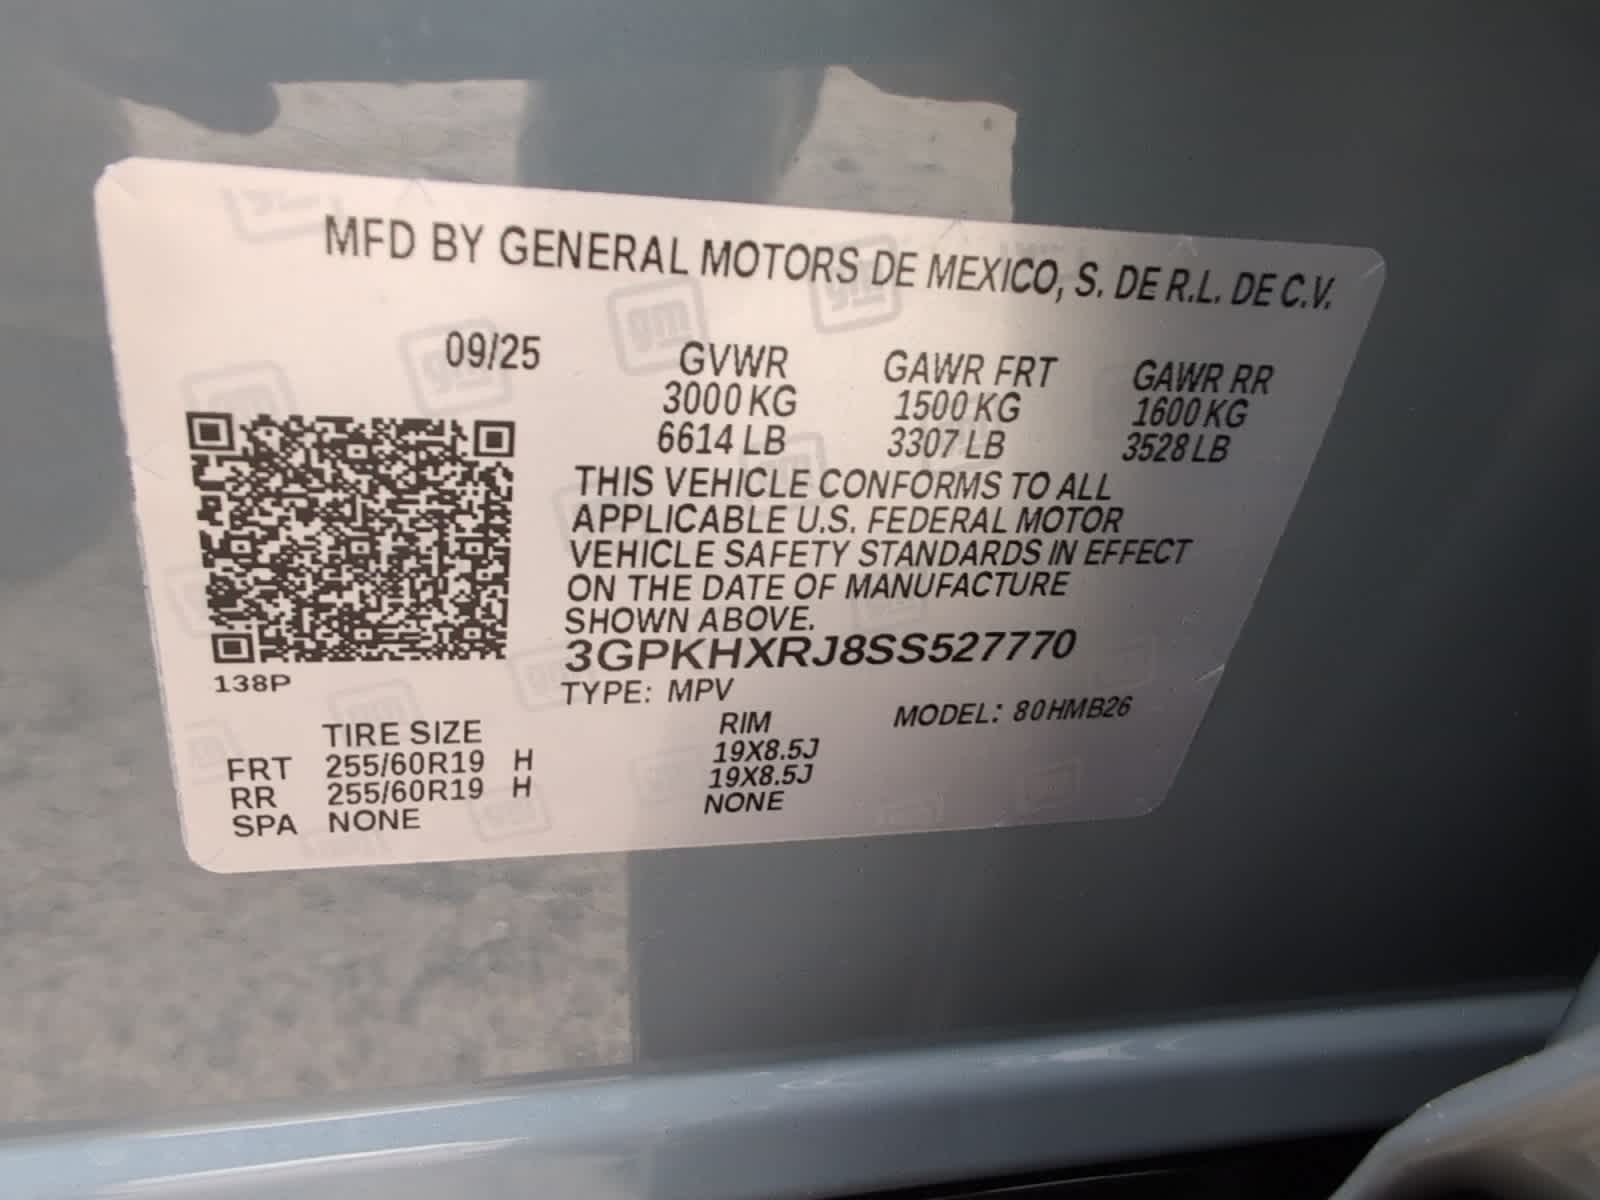 MFD BY GENERAL MOTORS DE MEXICO, S. DE R.L. DE C.V.
09/25 GVWR GAWR FRT GAWR RR
3000 KG 1500 KG 1600 KG
6614 LB 3307 LB 3528 LB
THIS VEHICLE CONFORMS TO ALL
APPLICABLE U.S. FEDERAL MOTOR
VEHICLE SAFETY STANDARDS IN EFFECT
ON THE DATE OF MANUFACTURE
SHOWN ABOVE.
3GPKHXRJ8SS527770
138P TYPE: MPV MODEL: 80HMB26
TIRE SIZE RIM
FRT 255/60R19 H 19X8.5J
RR 255/60R19 H 19X8.5J
SPA NONE NONE